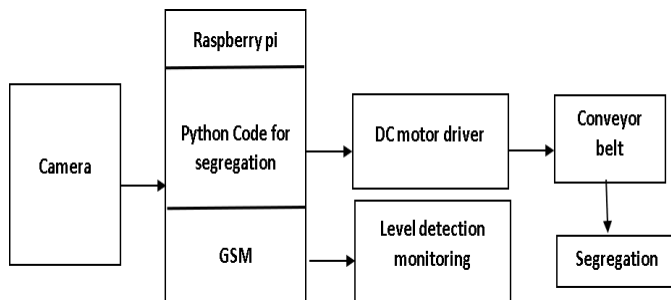 Camera
Raspberry pi
Python Code for
segregation
GSM
DC motor driver
Level detection
monitoring
Conveyor
belt
Segregation